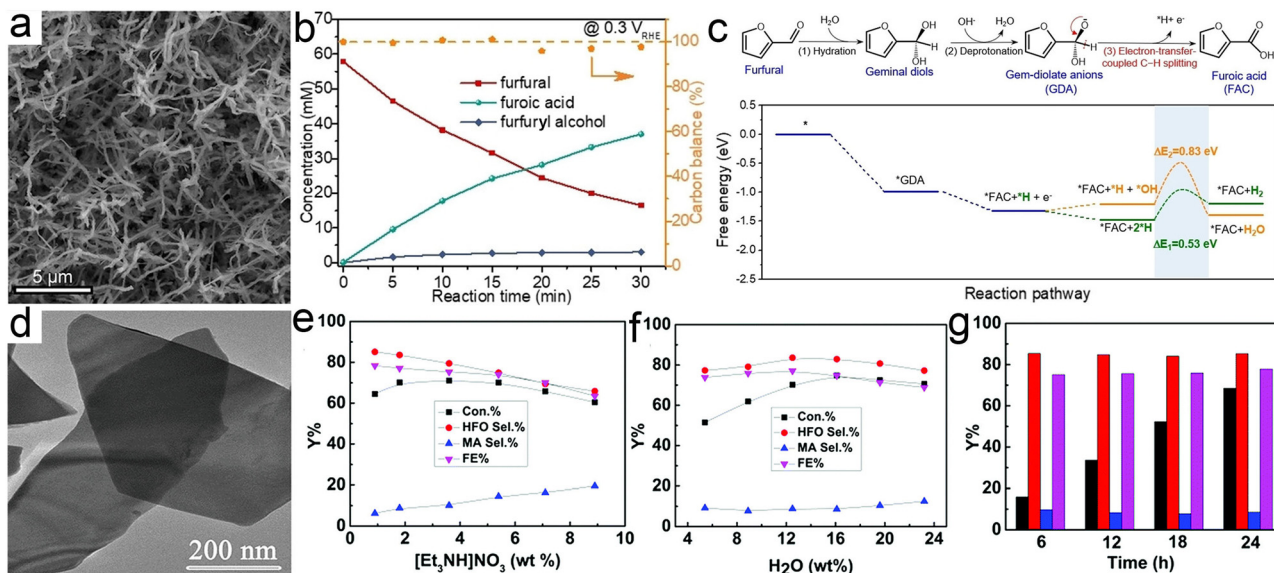 a
5 µm
b
@ 0.3 VRHE
Concentration (mM)
60
50
40
30
20
10
0
furfural
furoic acid
furfuryl alcohol
100
80
60
40
20
0
Carbon balance (%)
0 5 10 15 20 25 30
Reaction time (min)
c
H2O
OH-
H2O
*H+ e-
(1) Hydration
(2) Deprotonation
(3) Electron-transfer-
coupled C–H splitting
Furfural
Geminal diols
Gem-diolate anions
(GDA)
Furoic acid
(FAC)
Free energy (eV)
0.5
0.0
-0.5
-1.0
-1.5
-2.0
-2.5
*
*GDA
*FAC+*H + e-
*FAC+*H + *OH
*FAC+2*H
ΔE2=0.83 eV
ΔE1=0.53 eV
*FAC+H2
*FAC+H2O
Reaction pathway
d
200 nm
e
Y%
100
80
60
40
20
0
Con.%
HFO Sel.%
MA Sel.%
FE%
0 2 4 6 8 10
[Et3NH]NO3 (wt %)
f
Y%
100
80
60
40
20
0
Con.%
HFO Sel.%
MA Sel.%
FE%
4 6 8 10 12 14 16 18 20 22 24
H2O (wt%)
g
Y%
100
80
60
40
20
0
6 12 18 24
Time (h)